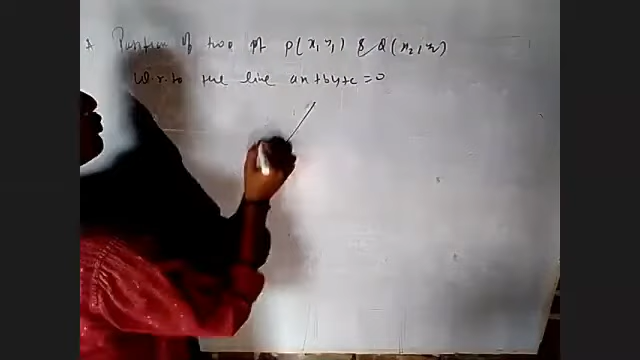 * Position of two pt P(x₁, y₁) & Q(x₂, y₂)
W.r. to the line ax+by+c=0